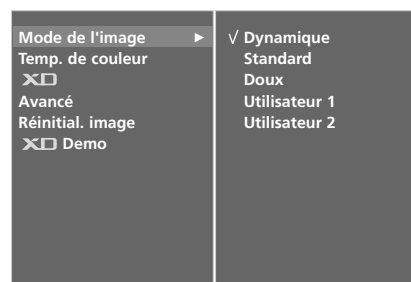 Mode de l'image ►
Temp. de couleur
XD
Avancé
Réinitial. image
XD Demo
√ Dynamique
Standard
Doux
Utilisateur 1
Utilisateur 2